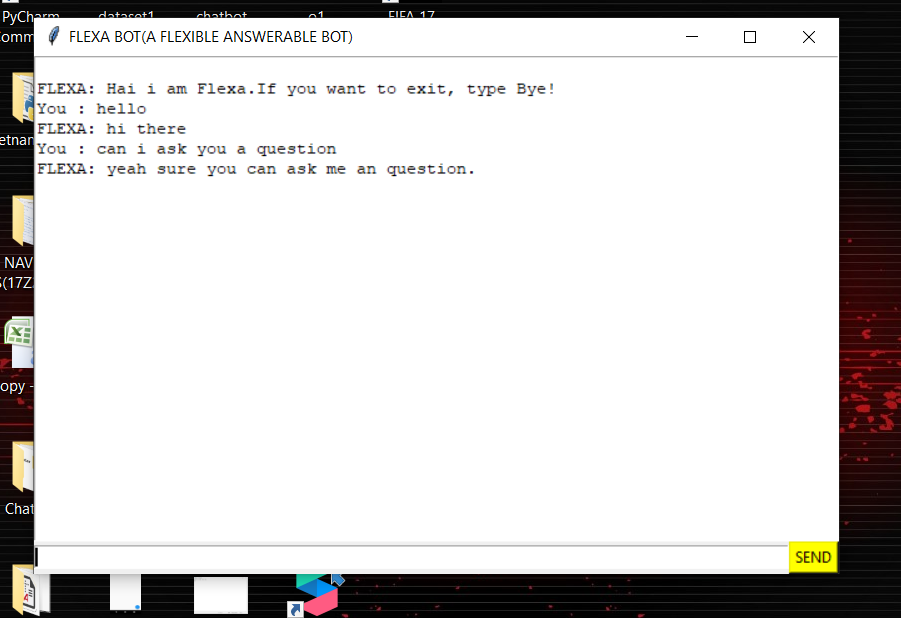 PyCharm dataset1 chatbot o1 FIFA 17
Comm
FLEXA BOT(A FLEXIBLE ANSWERABLE BOT)
FLEXA: Hai i am Flexa.If you want to exit, type Bye!
You : hello
FLEXA: hi there
You : can i ask you a question
FLEXA: yeah sure you can ask me an question.
etnan
NAV
S(17Z
opy -
Chat
SEND